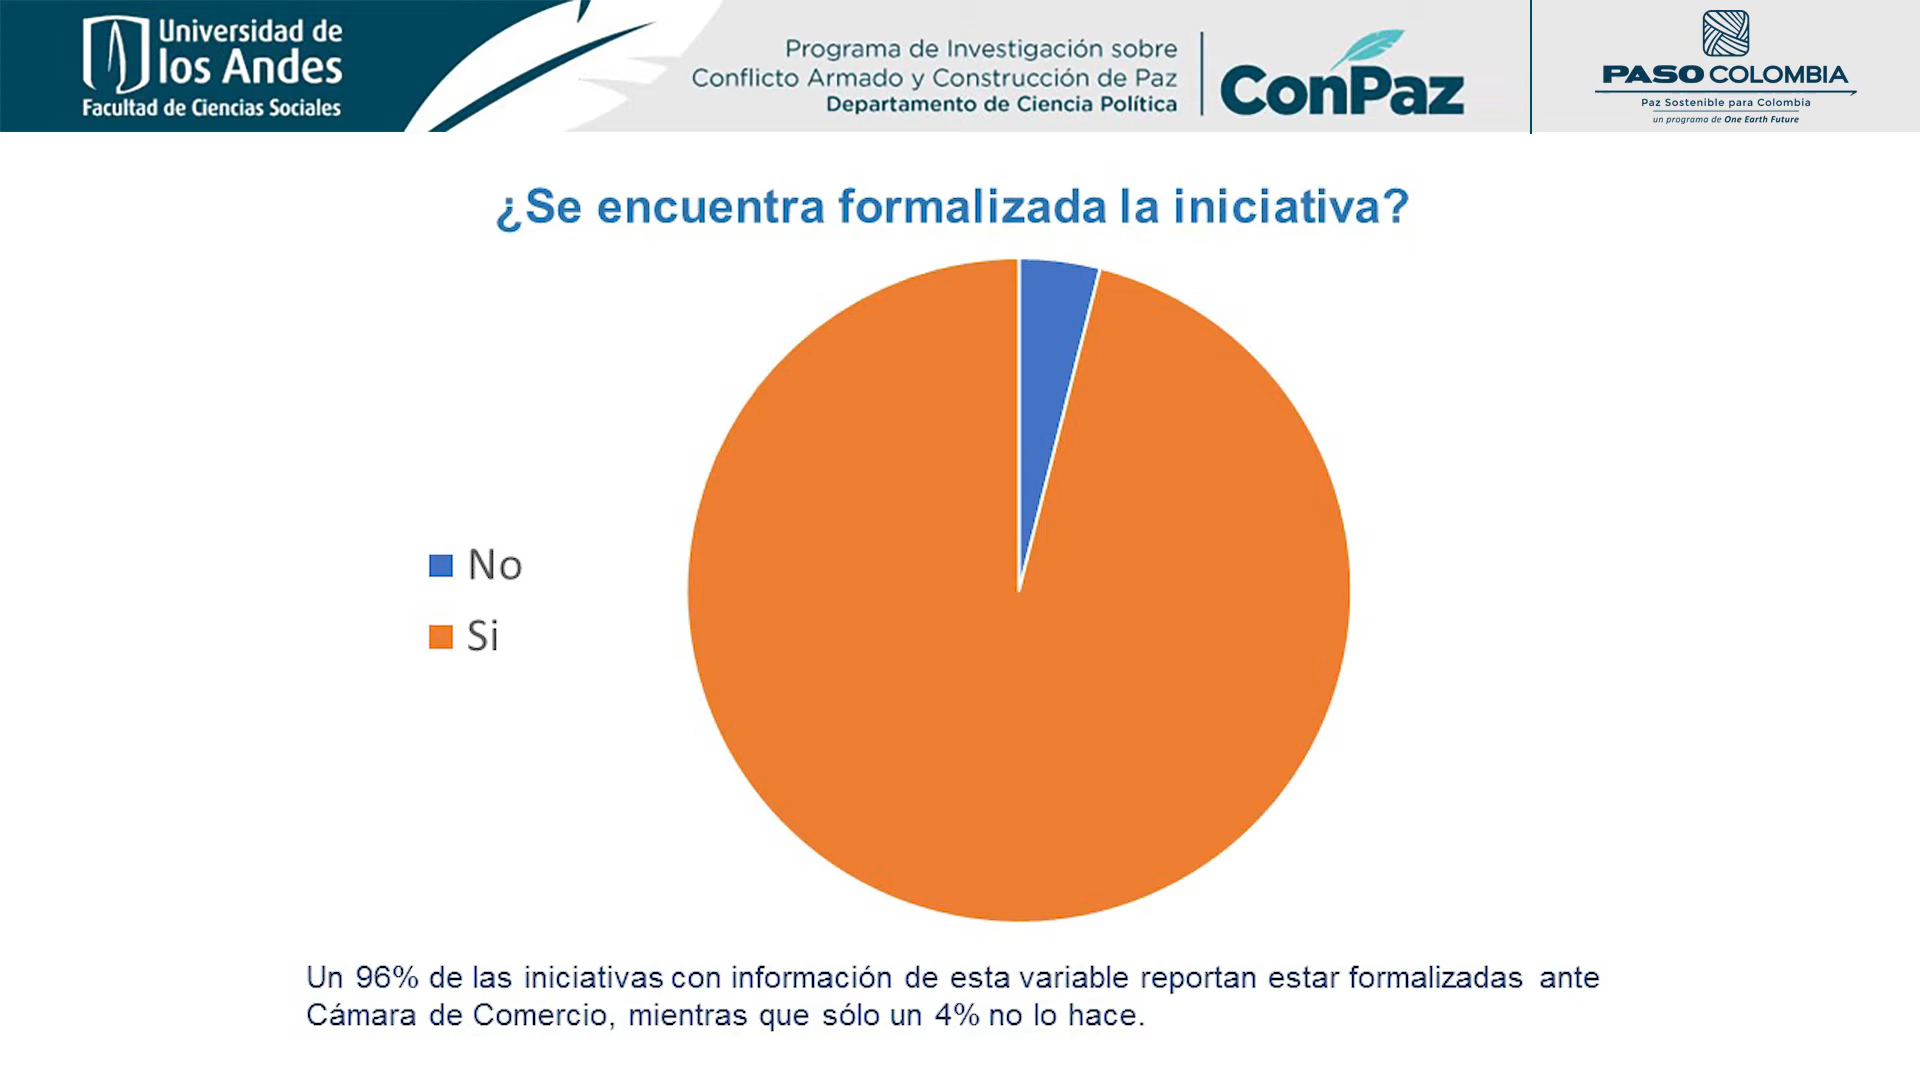 Universidad de
los Andes
Facultad de Ciencias Sociales
Programa de Investigación sobre
Conflicto Armado y Construcción de Paz
Departamento de Ciencia Política
ConPaz
PASO COLOMBIA
Paz Sostenible para Colombia
un programa de One Earth Future
¿Se encuentra formalizada la iniciativa?
No
Si
Un 96% de las iniciativas con información de esta variable reportan estar formalizadas ante
Cámara de Comercio, mientras que sólo un 4% no lo hace.